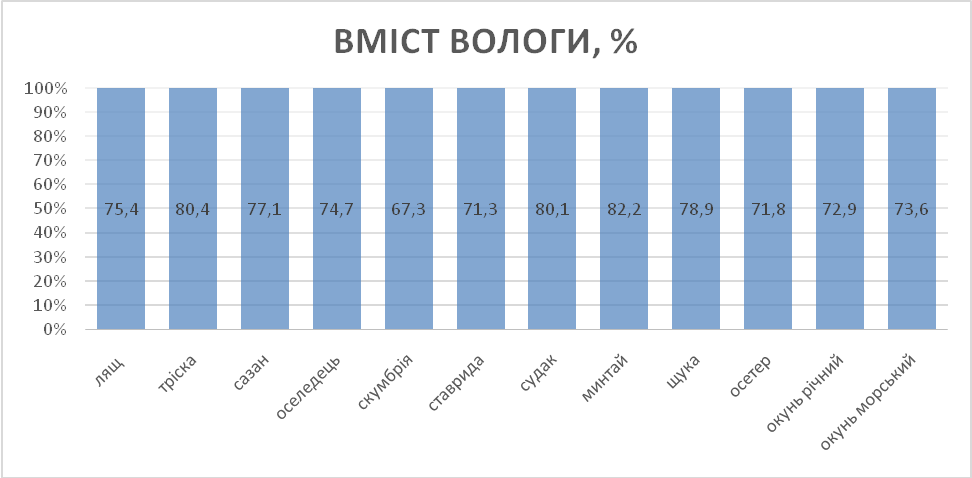 ВМІСТ ВОЛОГИ, %
100%
90%
80%
70%
60%
50%
40%
30%
20%
10%
0%
75,4 80,4 77,1 74,7 67,3 71,3 80,1 82,2 78,9 71,8 72,9 73,6
лящ
тріска
сазан
оселедець
скумбрія
ставрида
судак
минтай
щука
осетер
окунь річний
окунь морський